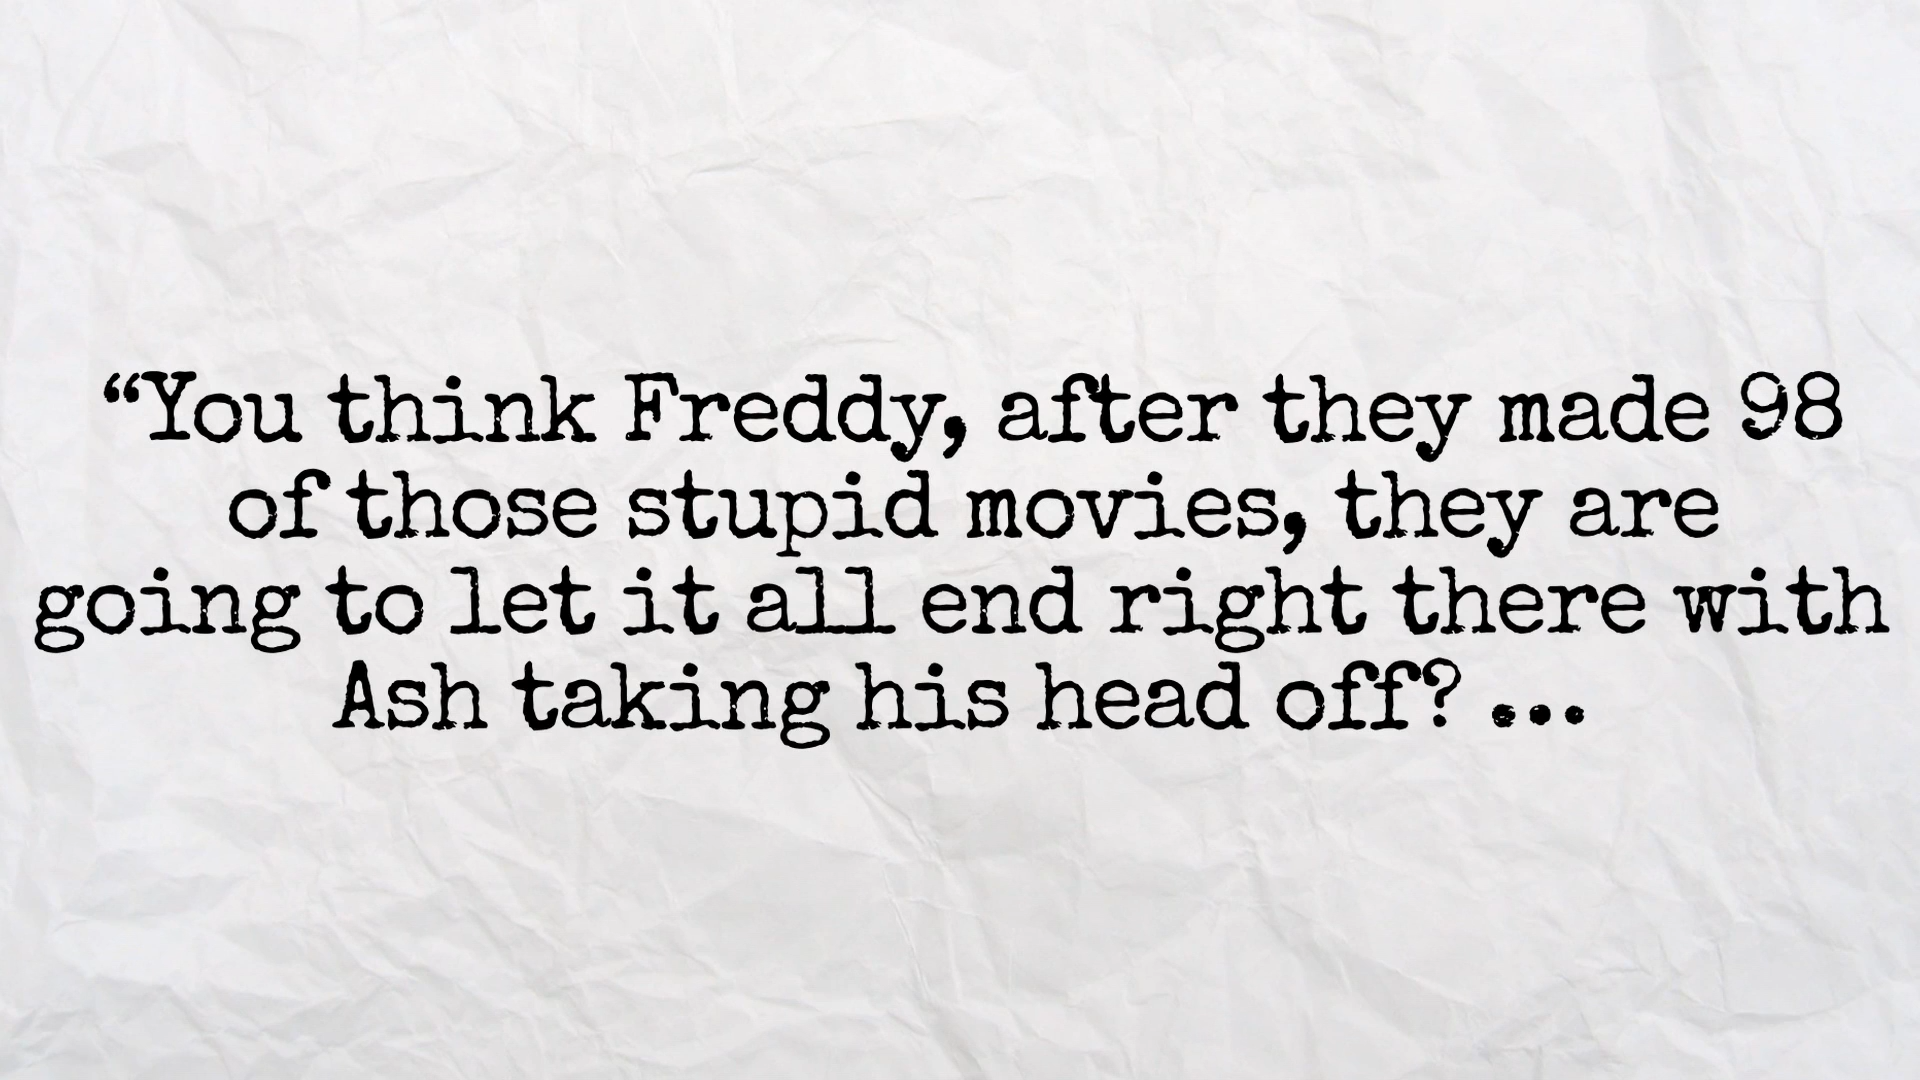 “You think Freddy, after they made 98
of those stupid movies, they are
going to let it all end right there with
Ash taking his head off? ...